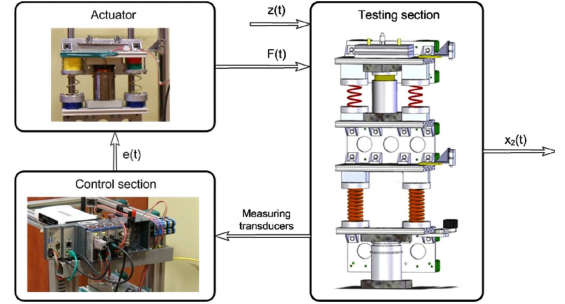 Actuator
z(t)
Testing section
F(t)
x2(t)
e(t)
Control section
Measuring
transducers